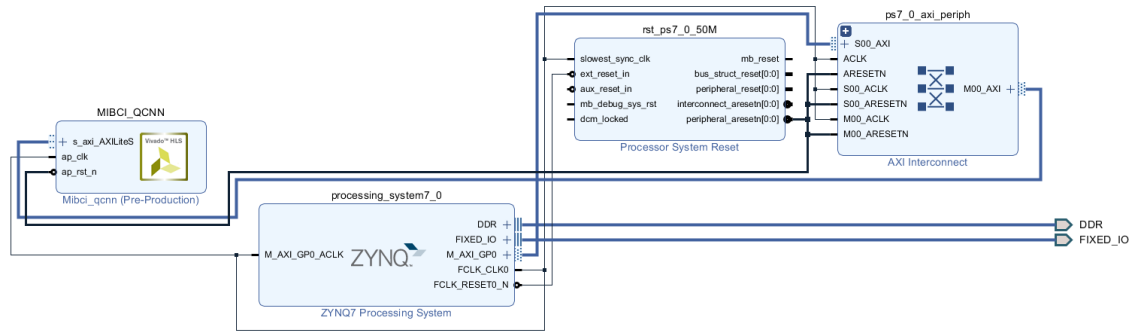 MIBCI_QCNN
s_axi_AXILiteS
ap_clk
ap_rst_n
Vivado™ HLS
Mibci_qcnn (Pre-Production)
processing_system7_0
M_AXI_GP0_ACLK
ZYNQ
DDR
FIXED_IO
M_AXI_GP0
FCLK_CLK0
FCLK_RESET0_N
ZYNQ7 Processing System
rst_ps7_0_50M
slowest_sync_clk
ext_reset_in
aux_reset_in
mb_debug_sys_rst
dcm_locked
mb_reset
bus_struct_reset[0:0]
peripheral_reset[0:0]
interconnect_aresetn[0:0]
peripheral_aresetn[0:0]
Processor System Reset
ps7_0_axi_periph
S00_AXI
ACLK
ARESETN
S00_ACLK
S00_ARESETN
M00_ACLK
M00_ARESETN
M00_AXI
AXI Interconnect
DDR
FIXED_IO